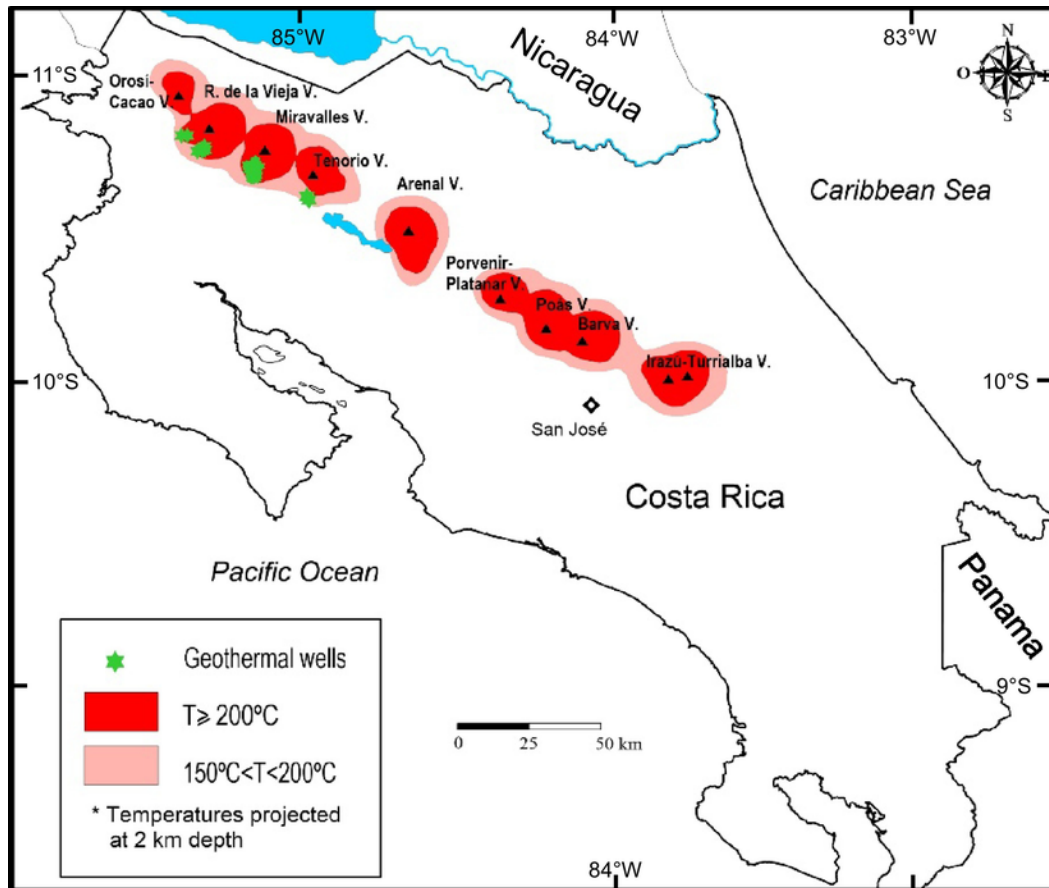 85°W
84°W
83°W
Nicaragua
11°S
N
O
E
S
Orosi-
Cacao V.
R. de la Vieja V.
Miravalles V.
Tenorio V.
Arenal V.
Caribbean Sea
Porvenir-
Platanar V.
Poas V.
Barva V.
Irazú-Turrialba V.
10°S
10°S
San José
Costa Rica
Pacific Ocean
Panama
Geothermal wells
T⩾ 200ºC
150ºC<T<200ºC
* Temperatures projected
at 2 km depth
0 25 50 km
9°S
84°W